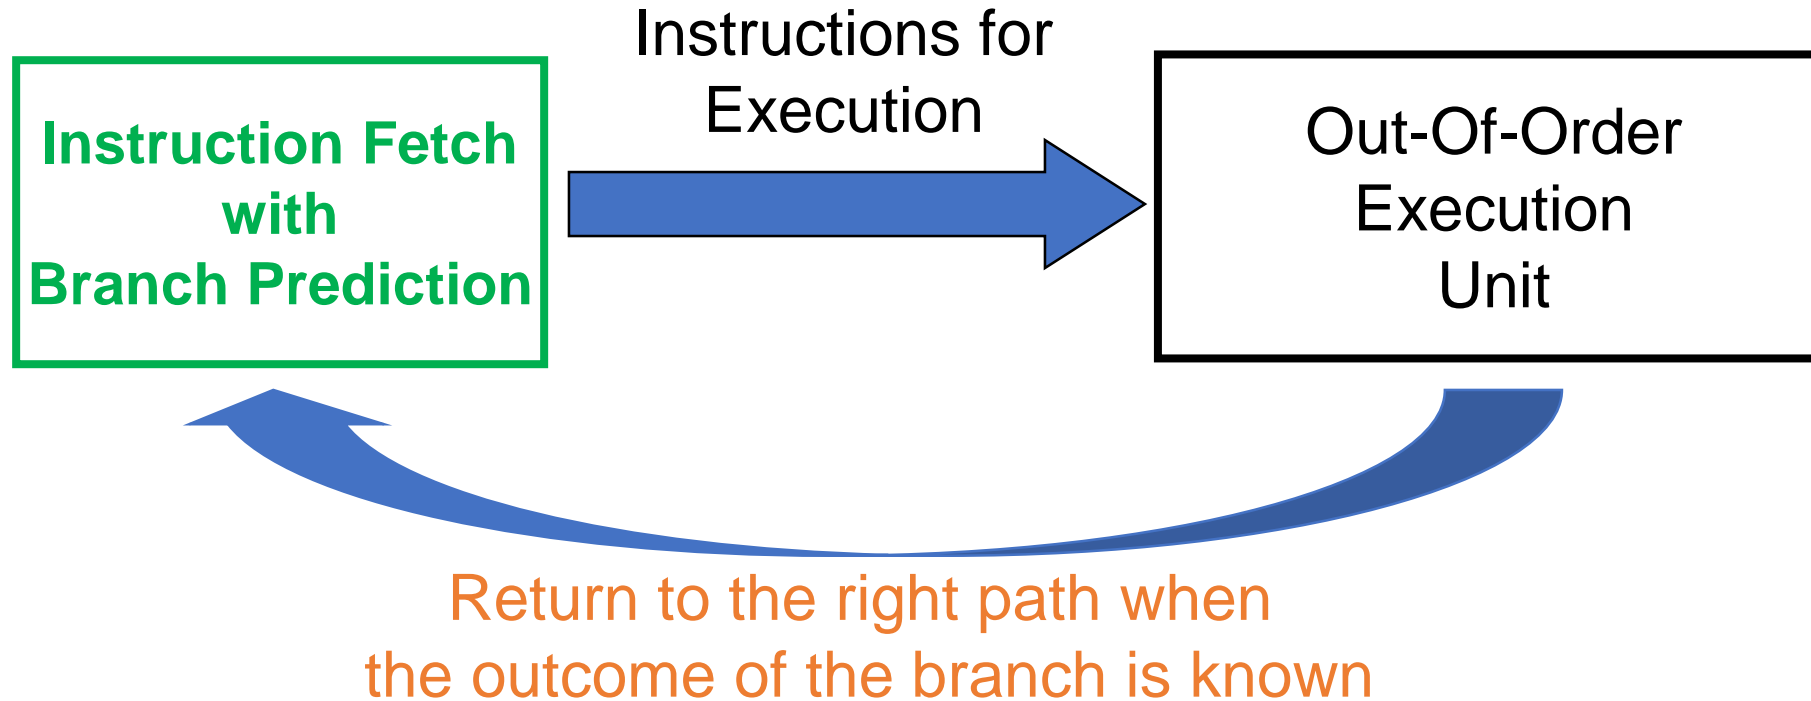 Instructions for
Execution
Instruction Fetch
with
Branch Prediction
Out-Of-Order
Execution
Unit
Return to the right path when
the outcome of the branch is known